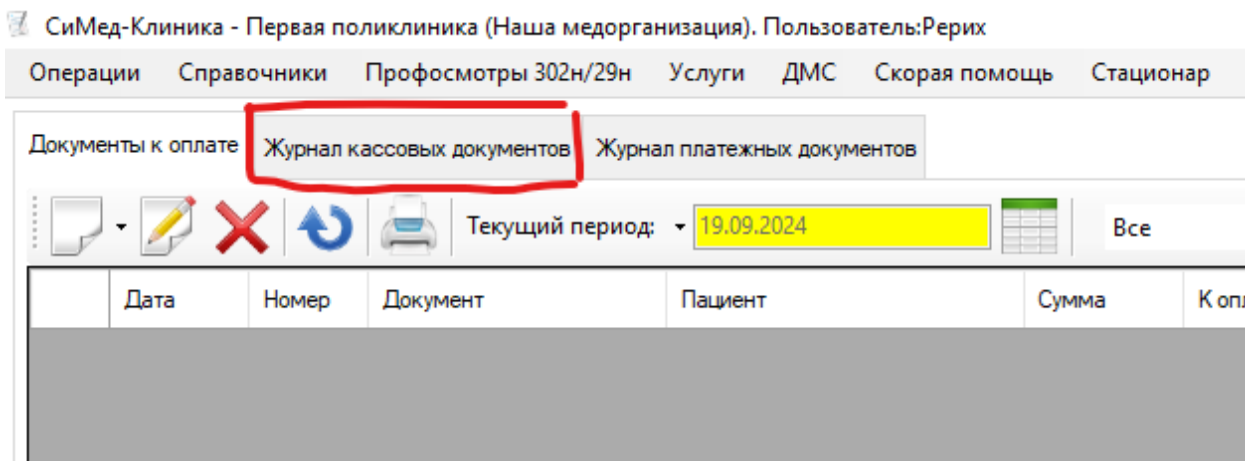 СиМед-Клиника - Первая поликлиника (Наша медорганизация). Пользователь:Рерих
Операции Справочники Профосмотры 302н/29н Услуги ДМС Скорая помощь Стационар
Документы к оплате Журнал кассовых документов Журнал платежных документов
Текущий период: 19.09.2024 Все
Дата Номер Документ Пациент Сумма К опл